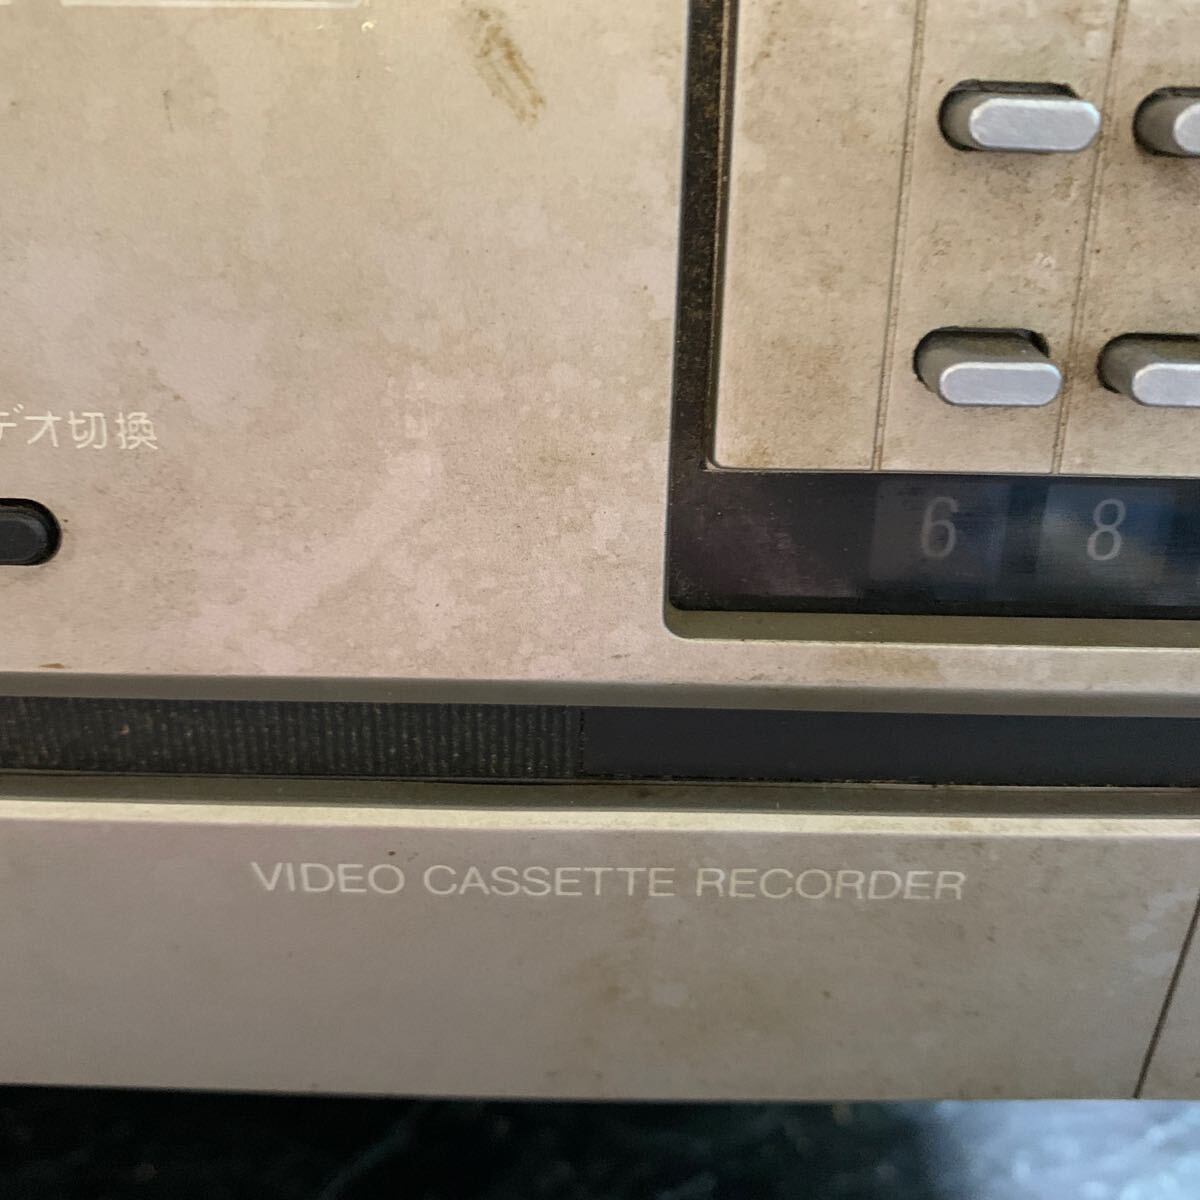 デオ切換
6 8
VIDEO CASSETTE RECORDER